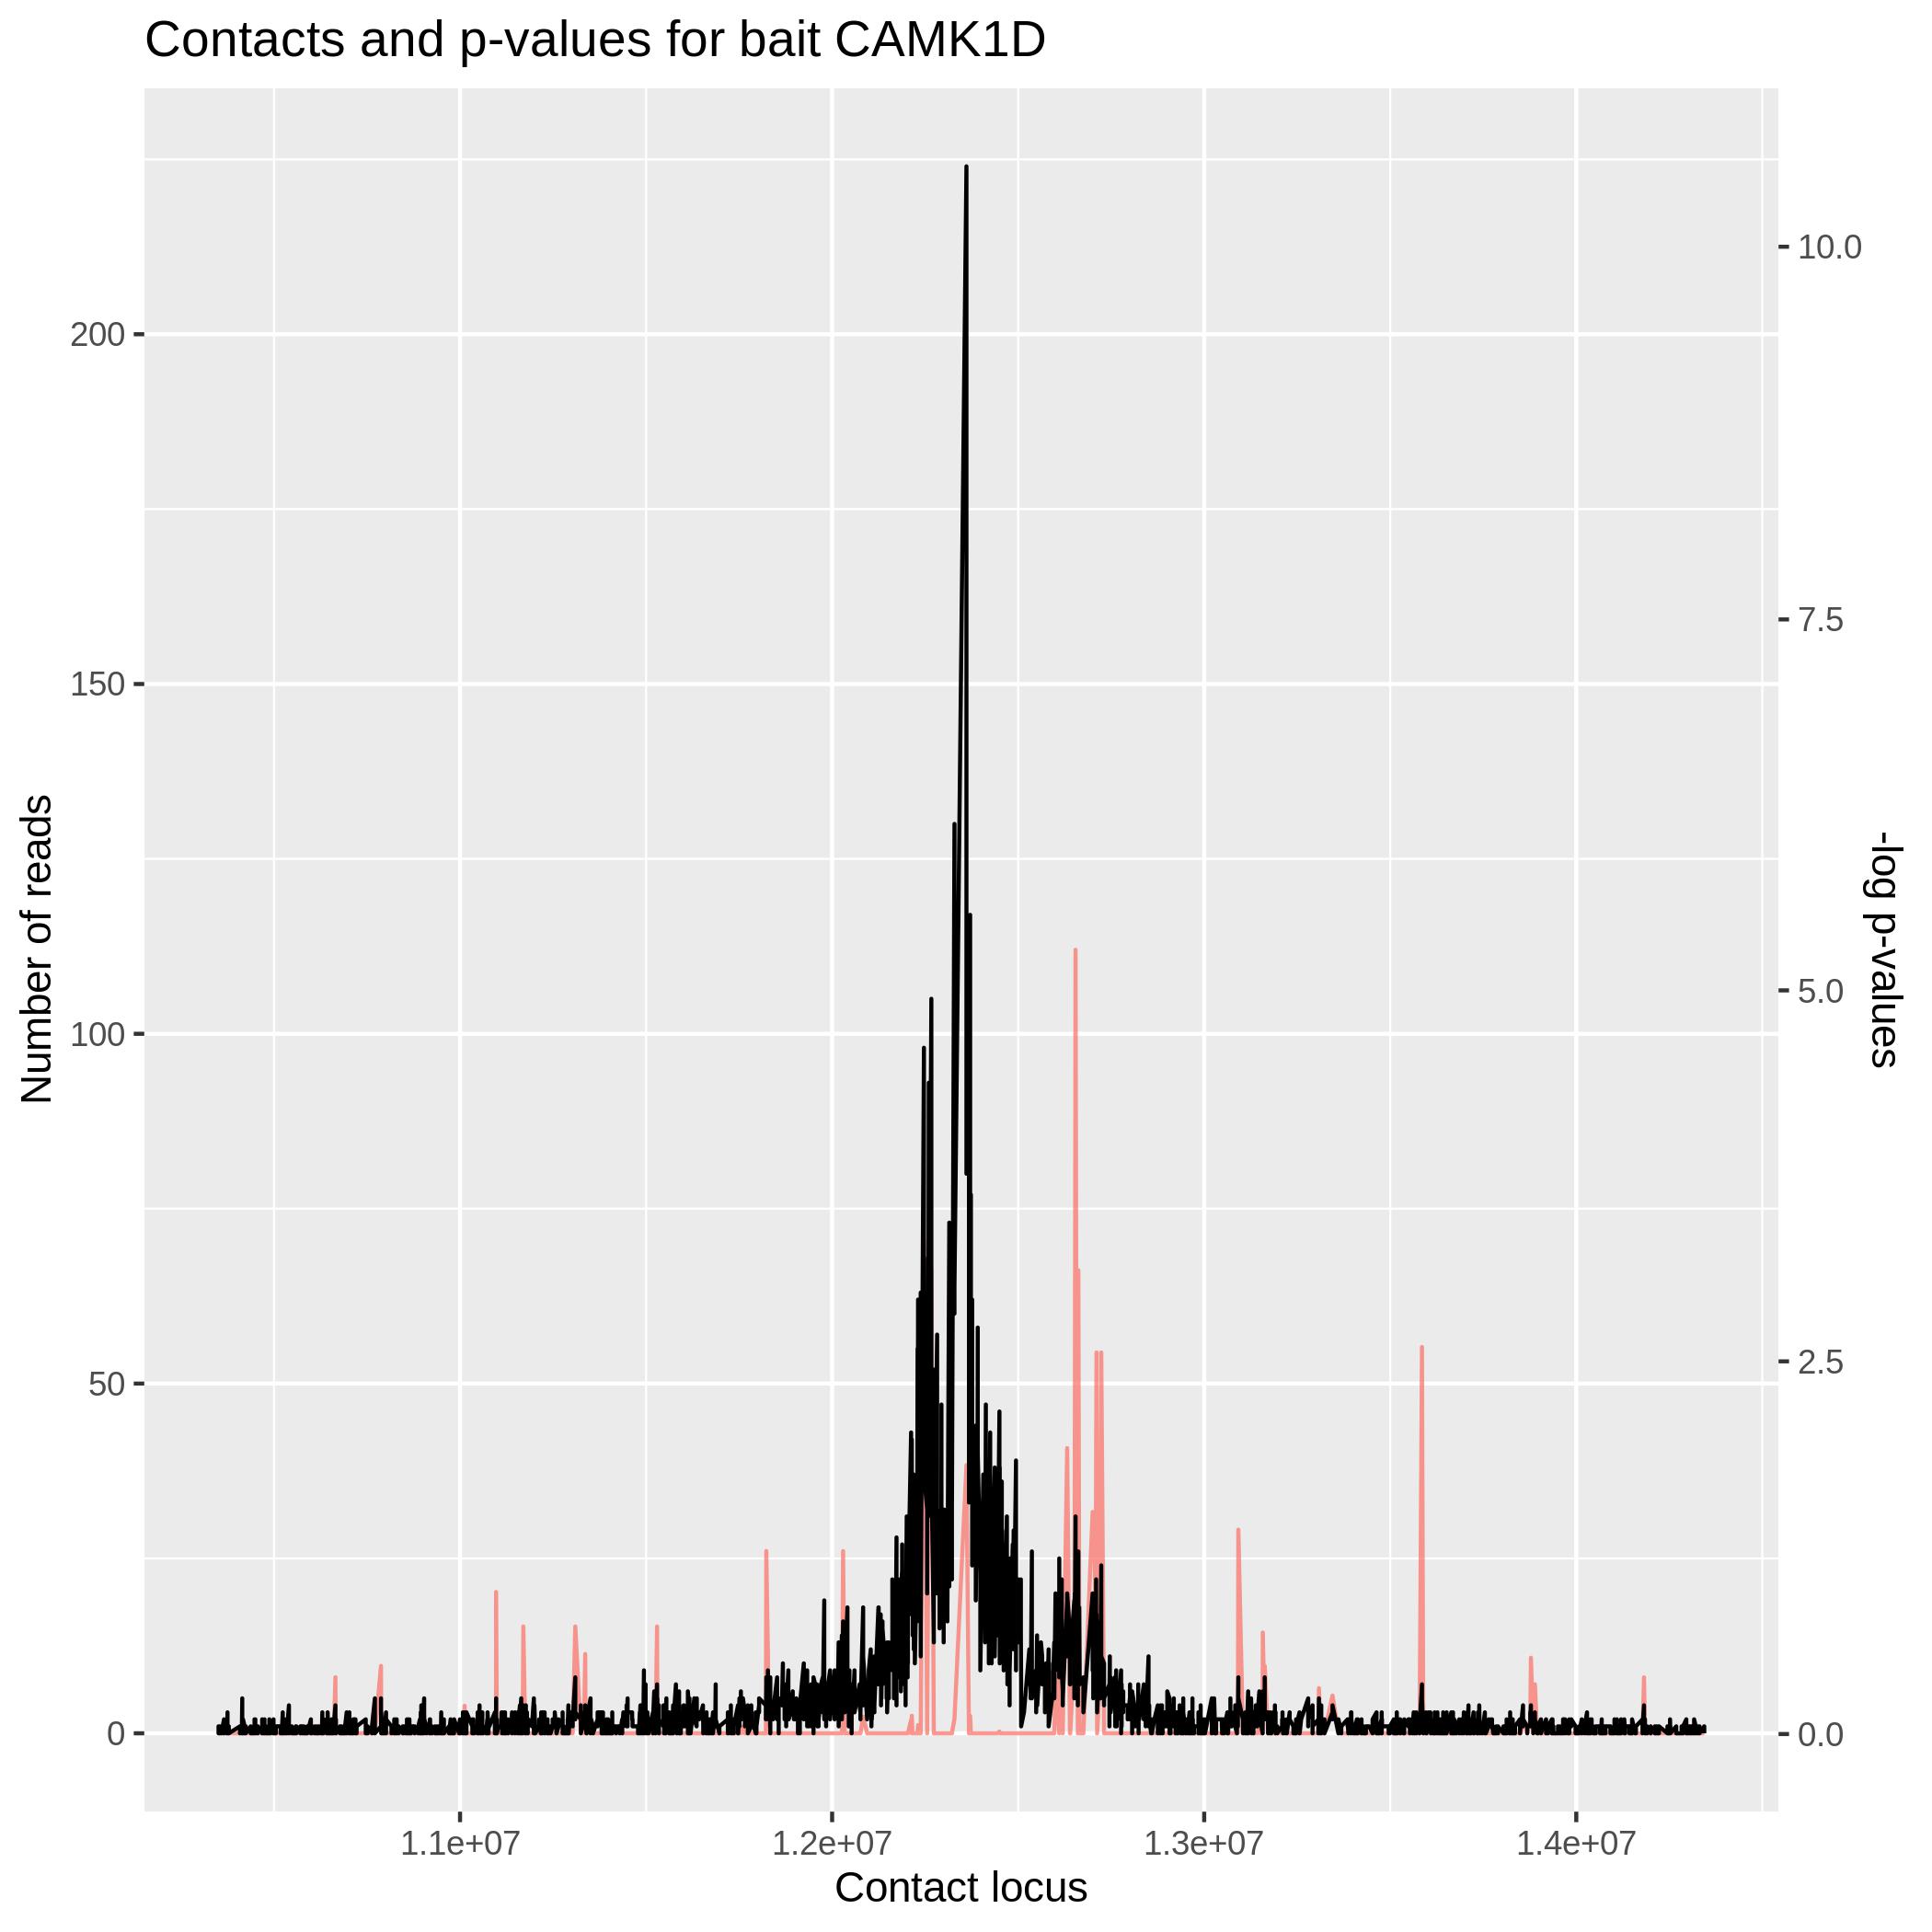 Contacts and p-values for bait CAMK1D
Number of reads
200
150
100
50
0
10.0
7.5
5.0
2.5
0.0
-log p-values
1.1e+07
1.2e+07
1.3e+07
1.4e+07
Contact locus